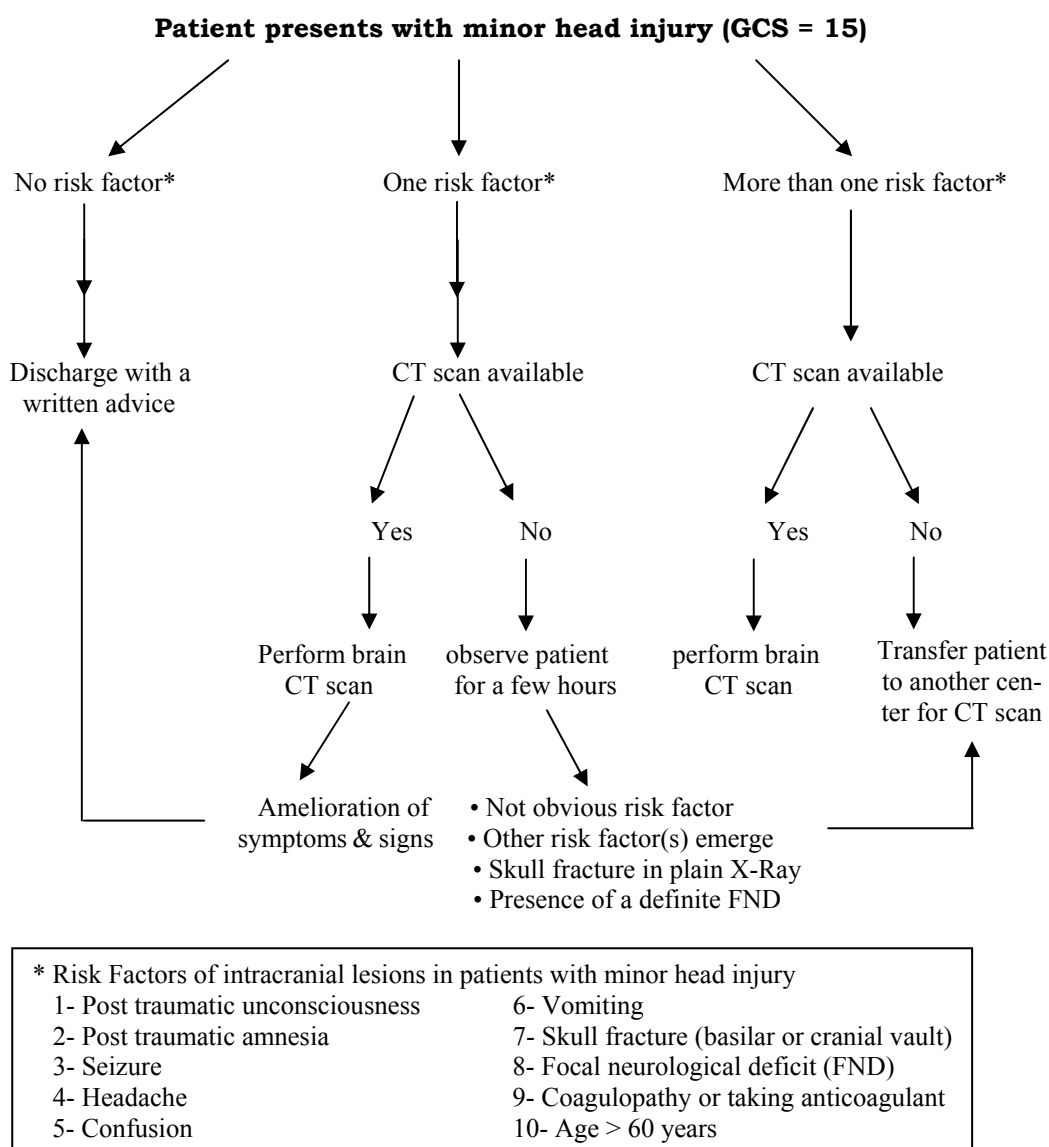 Patient presents with minor head injury (GCS = 15)
No risk factor*
One risk factor*
More than one risk factor*
Discharge with a
written advice
CT scan available
CT scan available
Yes
No
Yes
No
Perform brain
CT scan
observe patient
for a few hours
perform brain
CT scan
Transfer patient
to another cen-
ter for CT scan
Amelioration of
symptoms & signs
• Not obvious risk factor
• Other risk factor(s) emerge
• Skull fracture in plain X-Ray
• Presence of a definite FND
* Risk Factors of intracranial lesions in patients with minor head injury
1- Post traumatic unconsciousness
2- Post traumatic amnesia
3- Seizure
4- Headache
5- Confusion
6- Vomiting
7- Skull fracture (basilar or cranial vault)
8- Focal neurological deficit (FND)
9- Coagulopathy or taking anticoagulant
10- Age > 60 years